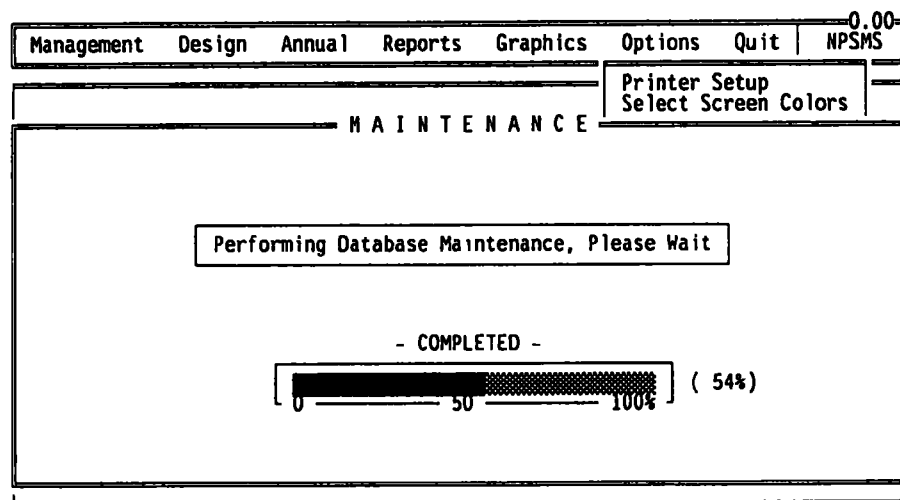 0.00
Management Design Annual Reports Graphics Options Quit NPSMS
Printer Setup
Select Screen Colors
M A I N T E N A N C E
Performing Database Maintenance, Please Wait
- COMPLETED -
( 54%)
0 50 100%